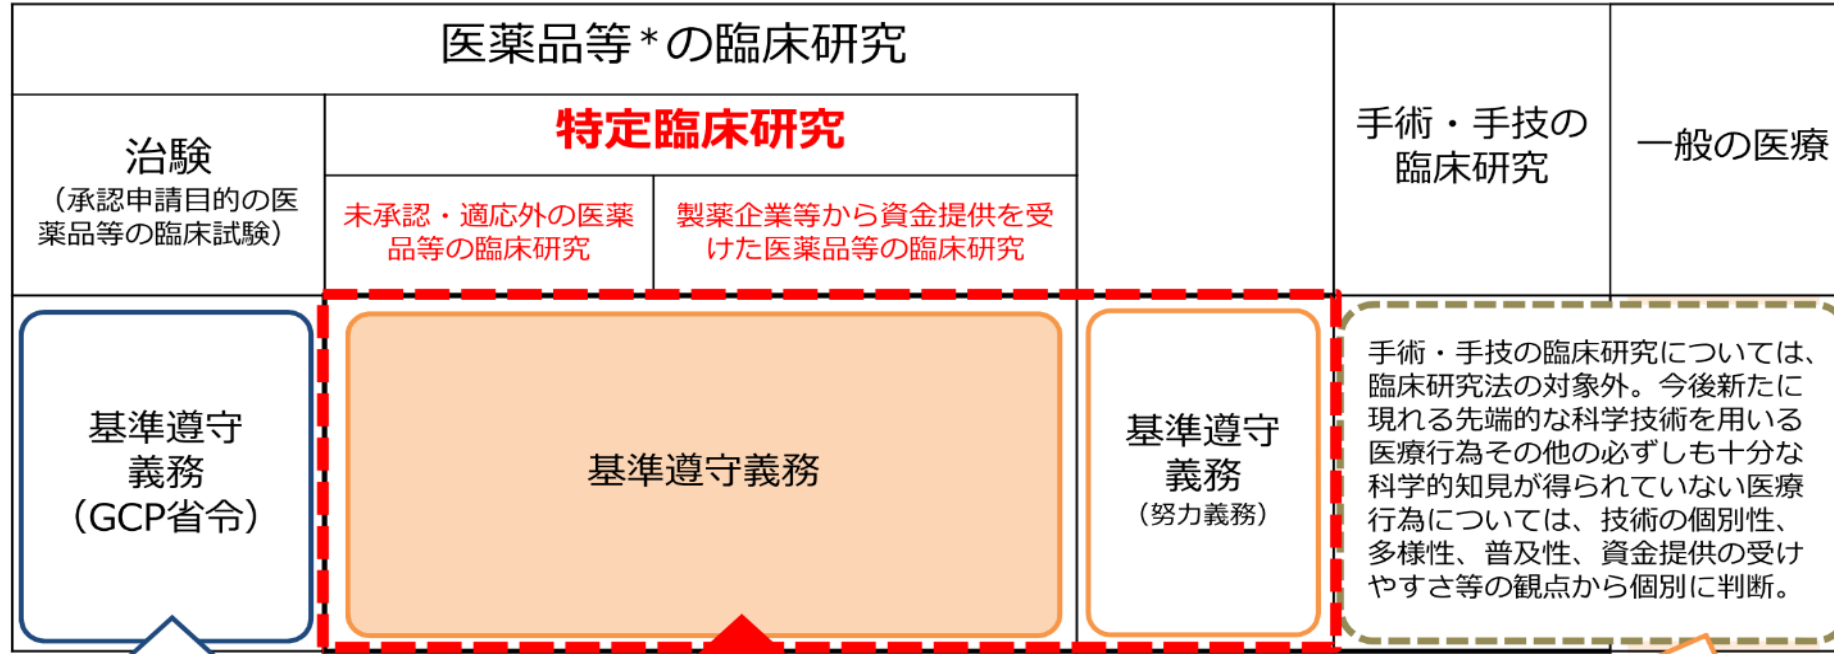 医薬品等*の臨床研究
治験
（承認申請目的の医
薬品等の臨床試験）
特定臨床研究
未承認・適応外の医薬
品等の臨床研究
製薬企業等から資金提供を受
けた医薬品等の臨床研究
手術・手技の
臨床研究
一般の医療
基準遵守
義務
（GCP省令）
基準遵守義務
基準遵守
義務
（努力義務）
手術・手技の臨床研究については、
臨床研究法の対象外。今後新たに
現れる先端的な科学技術を用いる
医療行為その他の必ずしも十分な
科学的知見が得られていない医療
行為については、技術の個別性、
多様性、普及性、資金提供の受け
やすさ等の観点から個別に判断。